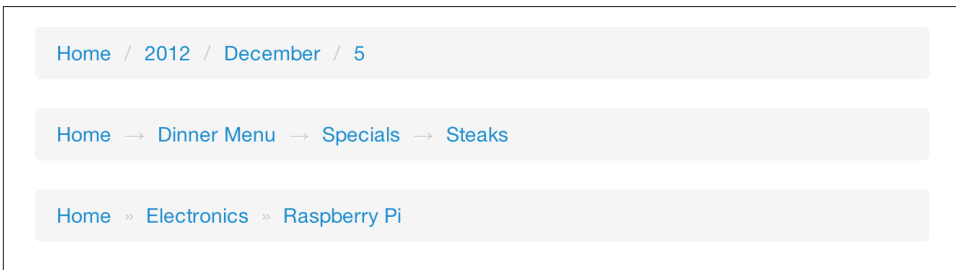 Home / 2012 / December / 5
Home → Dinner Menu → Specials → Steaks
Home » Electronics » Raspberry Pi